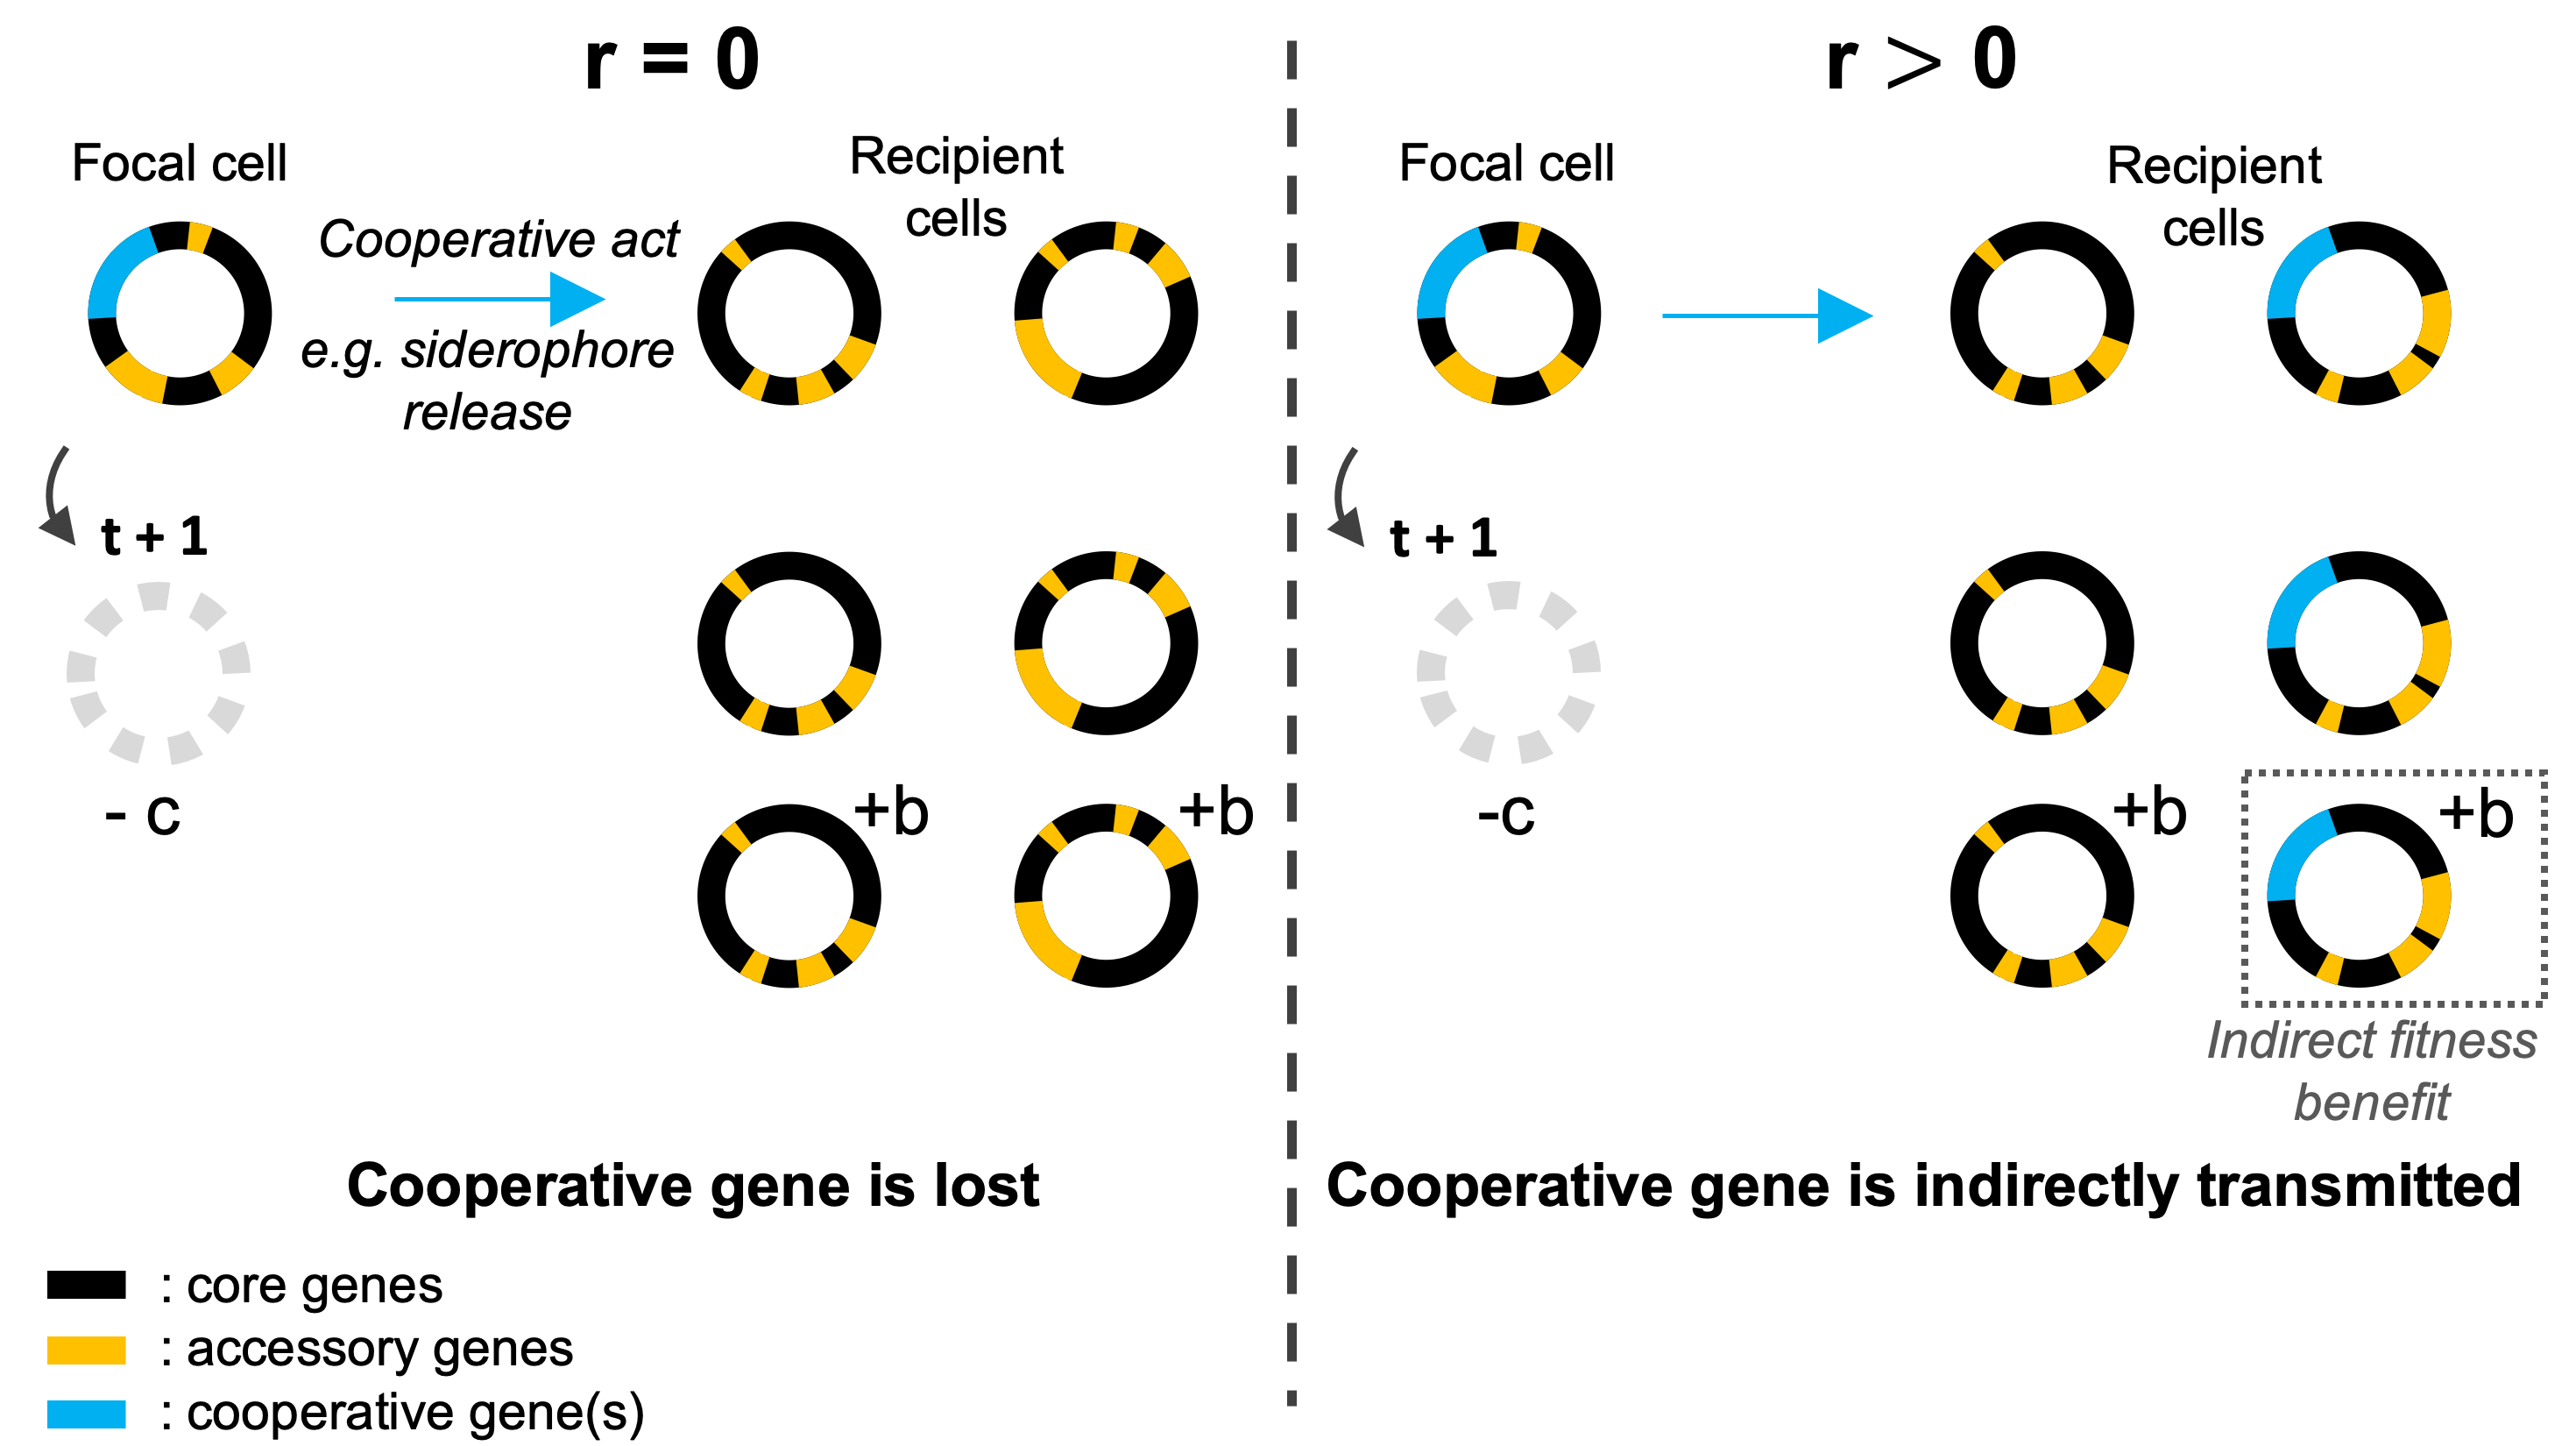 r = 0
Focal cell
Recipient
cells
Cooperative act
e.g. siderophore
release
t + 1
- c
+b
+b
Cooperative gene is lost
r > 0
Focal cell
Recipient
cells
t + 1
-c
+b
+b
Indirect fitness
benefit
Cooperative gene is indirectly transmitted
: core genes
: accessory genes
: cooperative gene(s)